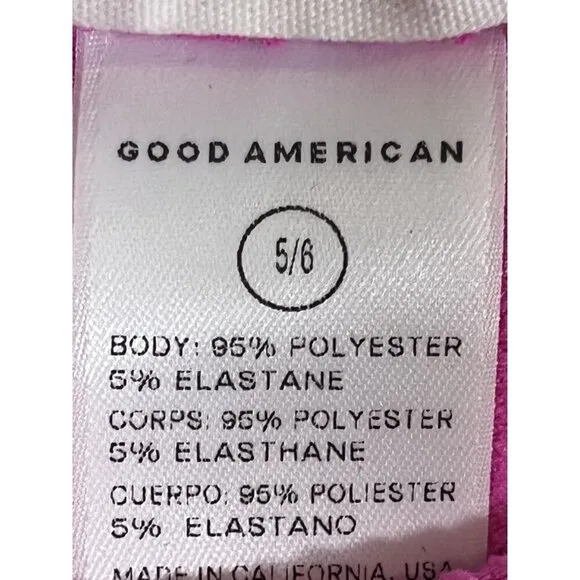 GOOD AMERICAN
5/6
BODY: 95% POLYESTER
5% ELASTANE
CORPS: 95% POLYESTER
5% ELASTHANE
CUERPO: 95% POLIESTER
5% ELASTANO
MADE IN CALIFORNIA, USA